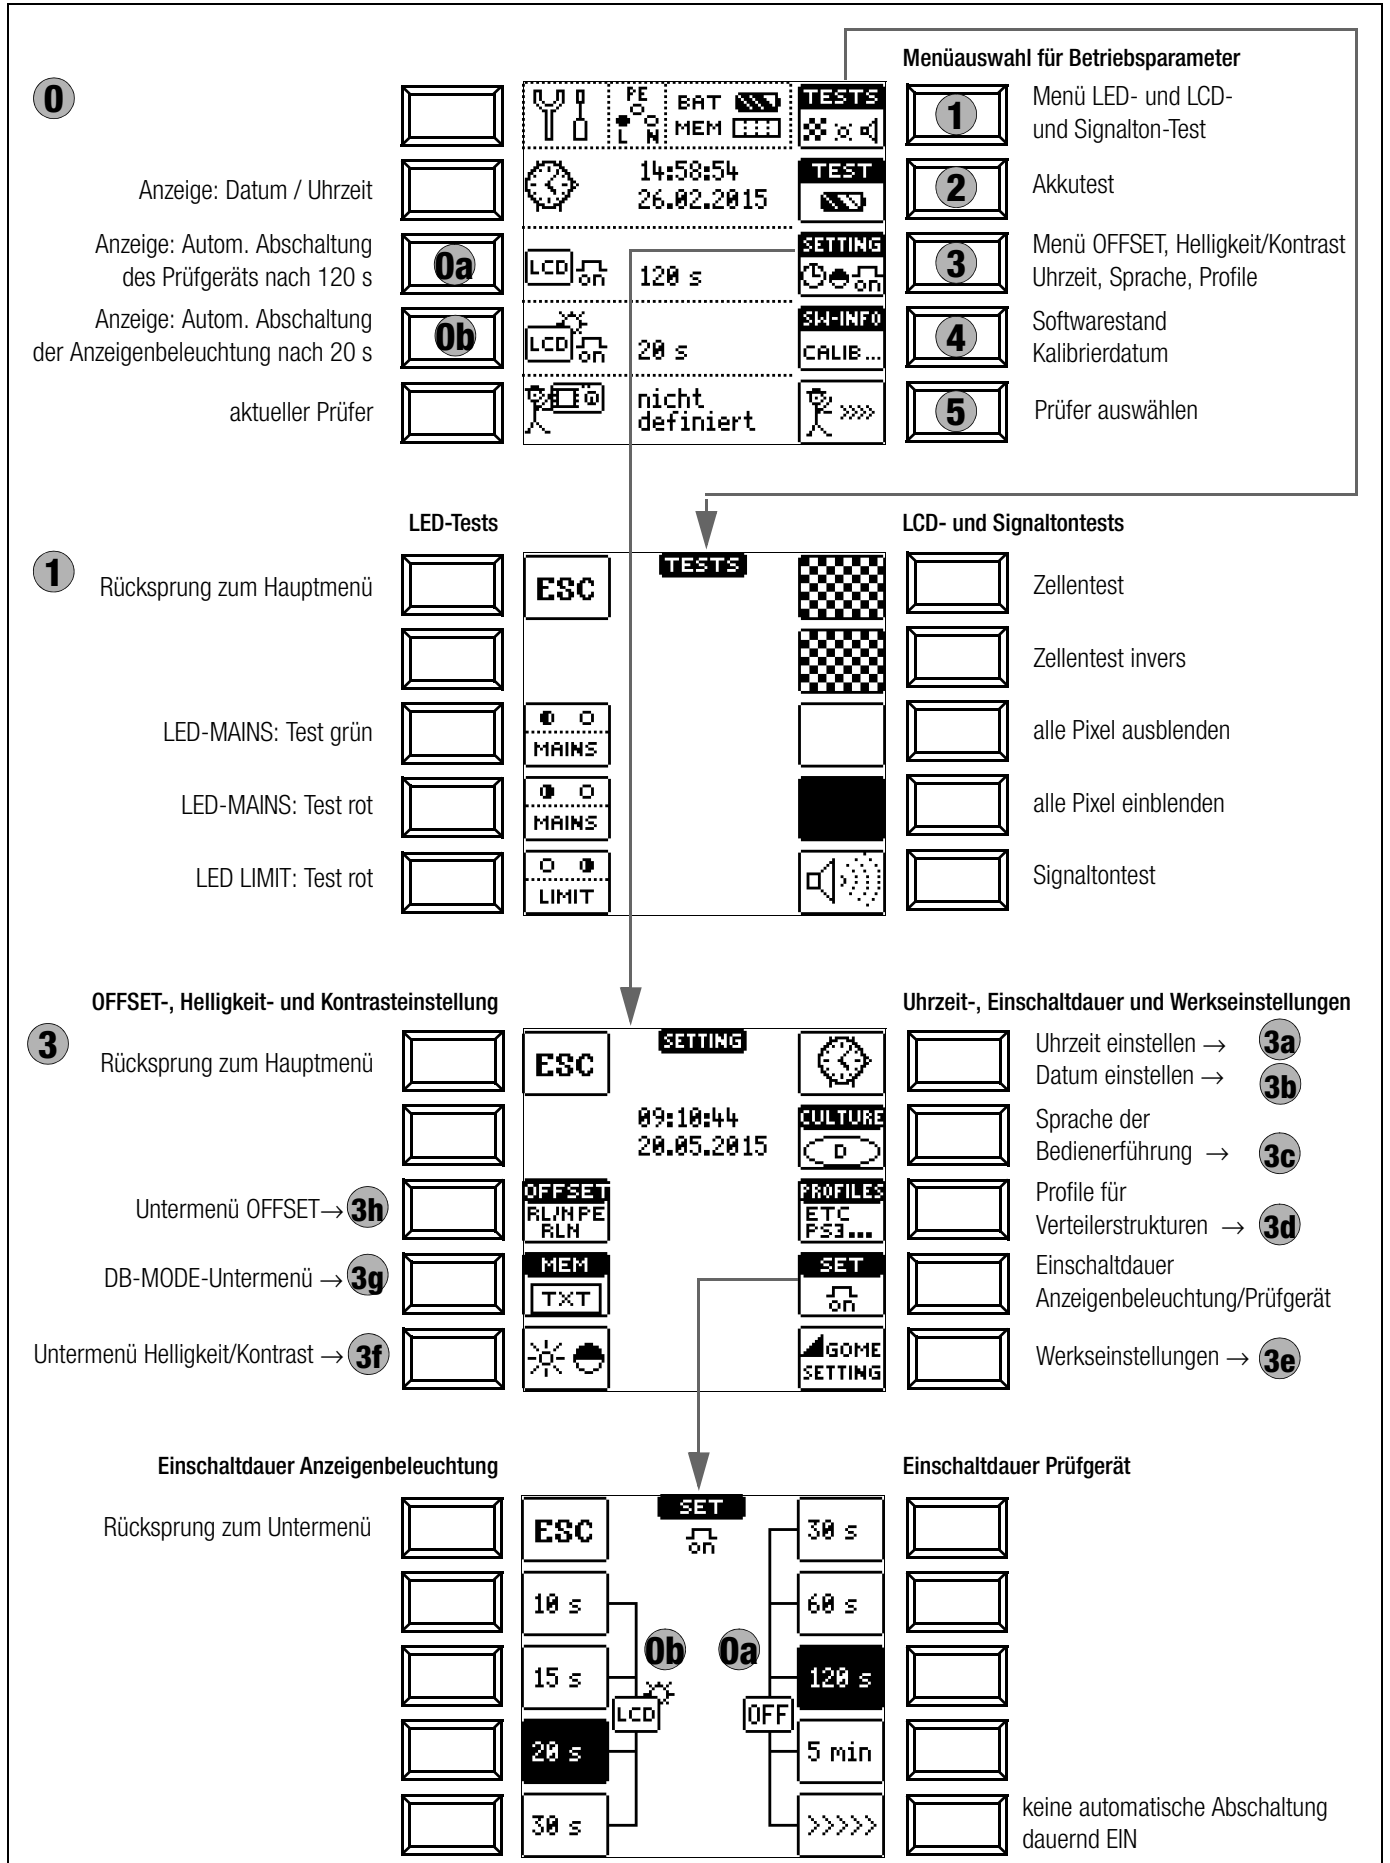 Menüauswahl für Betriebsparameter
0
PE
L N
BAT
MEM
TESTS
1
Menü LED- und LCD-
und Signalton-Test
Anzeige: Datum / Uhrzeit
14:58:54
26.02.2015
TEST
2
Akkutest
Anzeige: Autom. Abschaltung
des Prüfgeräts nach 120 s
0a
LCD on
120 s
SETTING
on
3
Menü OFFSET, Helligkeit/Kontrast
Uhrzeit, Sprache, Profile
Anzeige: Autom. Abschaltung
der Anzeigenbeleuchtung nach 20 s
0b
LCD on
20 s
SW-INFO
CALIB...
4
Softwarestand
Kalibrierdatum
aktueller Prüfer
nicht
definiert
>>>>
5
Prüfer auswählen
LED-Tests
LCD- und Signaltontests
1
Rücksprung zum Hauptmenü
ESC
TESTS
Zellentest
Zellentest invers
LED-MAINS: Test grün
MAINS
alle Pixel ausblenden
LED-MAINS: Test rot
MAINS
alle Pixel einblenden
LED LIMIT: Test rot
LIMIT
Signaltontest
OFFSET-, Helligkeit- und Kontrasteinstellung
Uhrzeit-, Einschaltdauer und Werkseinstellungen
3
Rücksprung zum Hauptmenü
ESC
SETTING
Uhrzeit einstellen → 3a
Datum einstellen → 3b
09:10:44
20.05.2015
CULTURE
D
Sprache der
Bedienerführung → 3c
Untermenü OFFSET→ 3h
OFFSET
RL/NPE
RLN
PROFILES
ETC
PS3...
Profile für
Verteilerstrukturen → 3d
DB-MODE-Untermenü → 3g
MEM
TXT
SET
on
Einschaltdauer
Anzeigenbeleuchtung/Prüfgerät
Untermenü Helligkeit/Kontrast → 3f
GOME
SETTING
Werkseinstellungen → 3e
Einschaltdauer Anzeigenbeleuchtung
Einschaltdauer Prüfgerät
Rücksprung zum Untermenü
ESC
SET
on
30 s
10 s
60 s
0b
0a
15 s
120 s
LCD
OFF
20 s
5 min
30 s
>>>>>
keine automatische Abschaltung
dauernd EIN